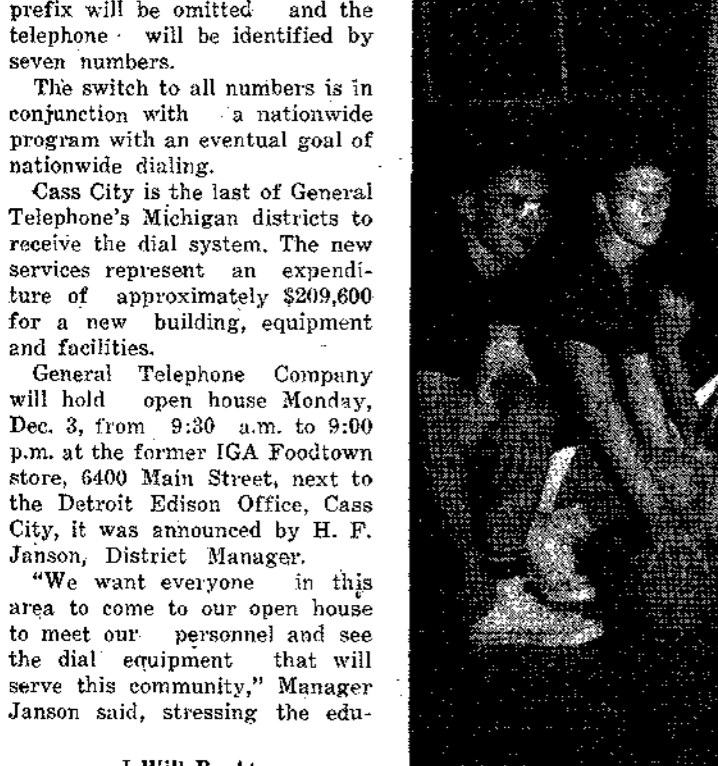 prefix will be omitted and the
telephone will be identified by
seven numbers.
The switch to all numbers is in
conjunction with a nationwide
program with an eventual goal of
nationwide dialing.
Cass City is the last of General
Telephone's Michigan districts to
receive the dial system. The new
services represent an expendi-
ture of approximately $209,600
for a new building, equipment
and facilities.
General Telephone Company
will hold open house Monday,
Dec. 3, from 9:30 a.m. to 9:00
p.m. at the former IGA Foodtown
store, 6400 Main Street, next to
the Detroit Edison Office, Cass
City, it was announced by H. F.
Janson, District Manager.
"We want everyone in this
area to come to our open house
to meet our personnel and see
the dial equipment that will
serve this community," Manager
Janson said, stressing the edu-
I Will